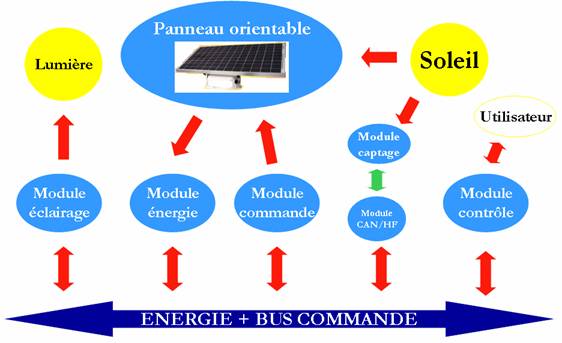 Panneau orientable
Lumière
Soleil
Utilisateur
Module
captage
Module
éclairage
Module
énergie
Module
commande
Module
CAN/HF
Module
contrôle
ENERGIE + BUS COMMANDE